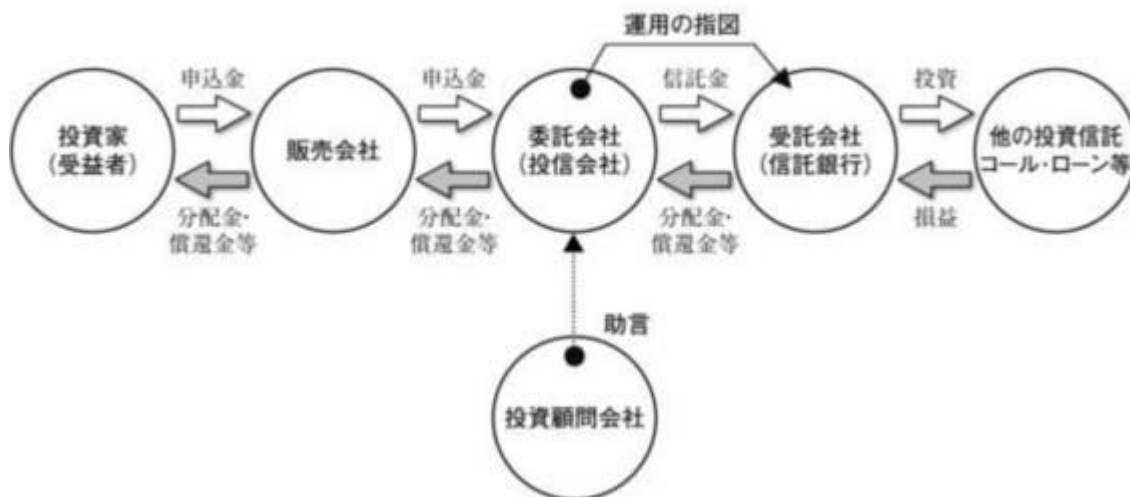 運用の指図
申込金
申込金
信託金
投資
投資家
(受益者)
販売会社
委託会社
(投信会社)
受託会社
(信託銀行)
他の投資信託
コール・ローン等
分配金・
償還金等
分配金・
償還金等
分配金・
償還金等
損益
助言
投資顧問会社